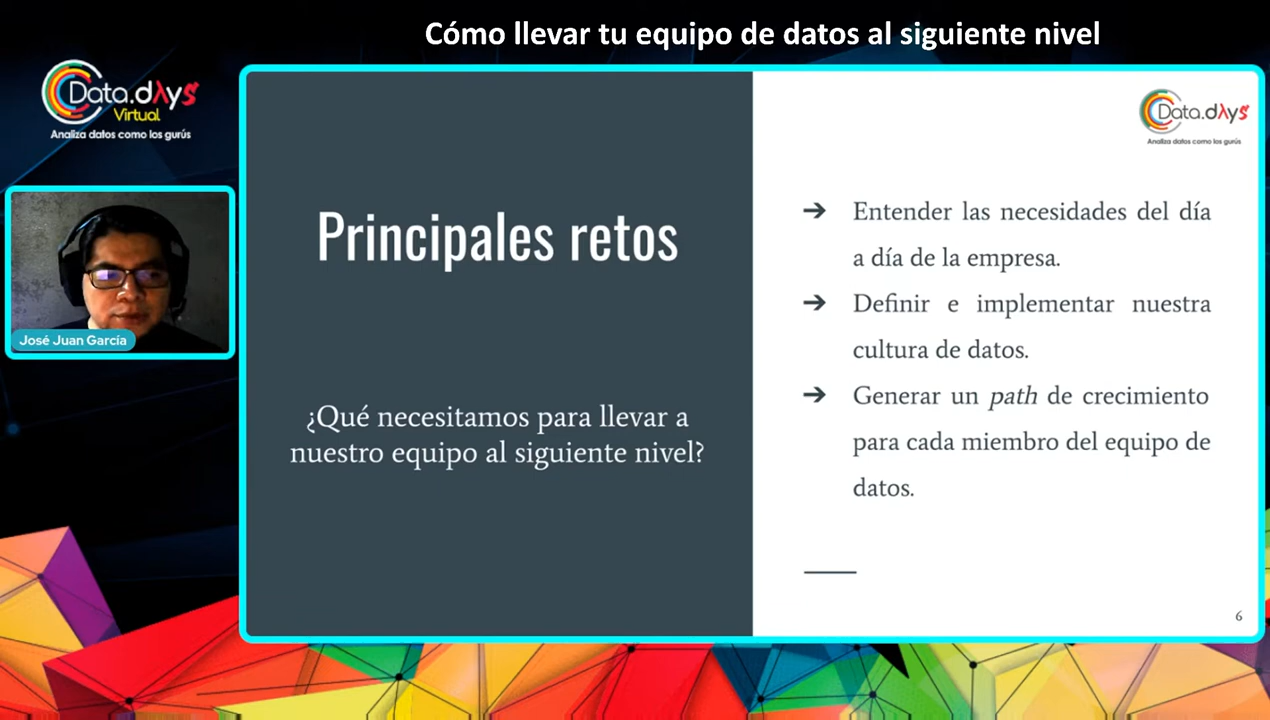 Cómo llevar tu equipo de datos al siguiente nivel
Data.dλys
Virtual
Analiza datos como los gurús
José Juan García
Principales retos
¿Qué necesitamos para llevar a
nuestro equipo al siguiente nivel?
Data.dλys
Analiza datos como los gurús
➔ Entender las necesidades del día
a día de la empresa.
➔ Definir e implementar nuestra
cultura de datos.
➔ Generar un path de crecimiento
para cada miembro del equipo de
datos.
6